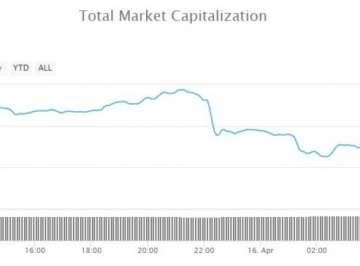 Total Market Capitalization
YTD ALL
16:00 18:00 20:00 22:00 16. Apr 02:00